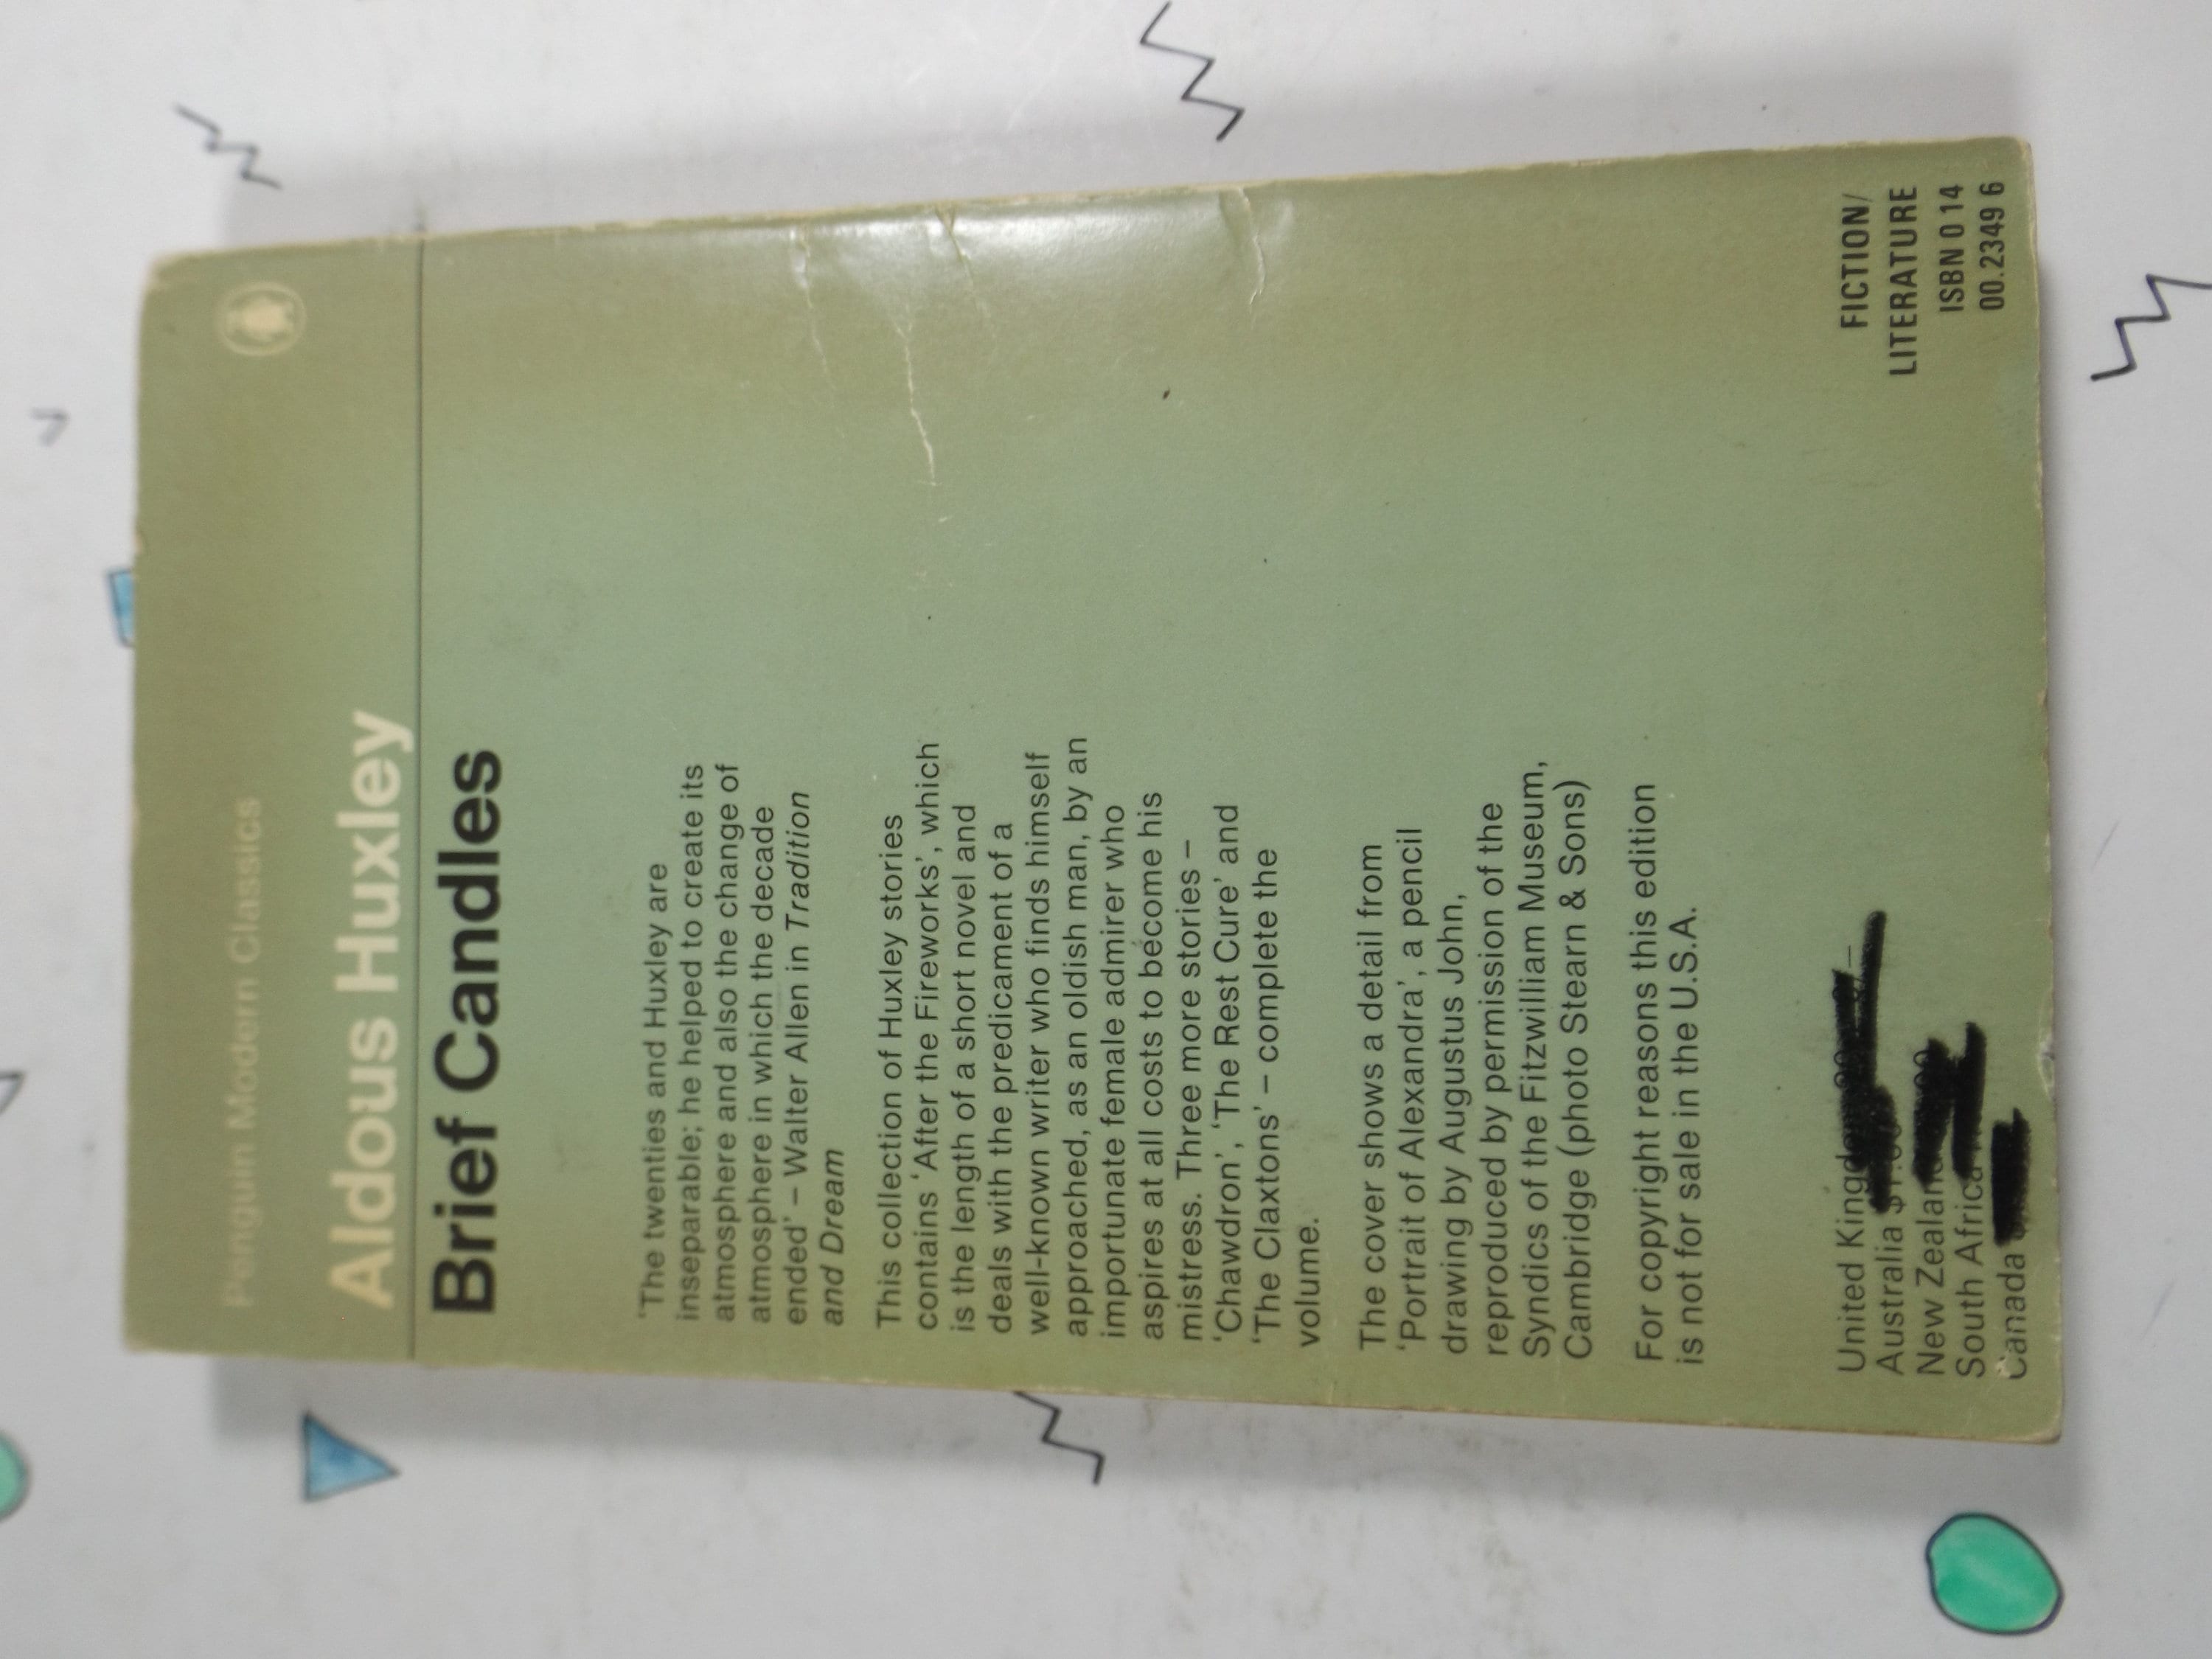 Penguin Modern Classics
Aldous Huxley
Brief Candles
'The twenties and Huxley are
inseparable; he helped to create its
atmosphere and also the change of
atmosphere in which the decade
ended' – Walter Allen in Tradition
and Dream
This collection of Huxley stories
contains 'After the Fireworks', which
is the length of a short novel and
deals with the predicament of a
well-known writer who finds himself
approached, as an oldish man, by an
importunate female admirer who
aspires at all costs to become his
mistress. Three more stories –
'Chawdron', 'The Rest Cure' and
'The Claxtons' – complete the
volume.
The cover shows a detail from
'Portrait of Alexandra', a pencil
drawing by Augustus John,
reproduced by permission of the
Syndics of the Fitzwilliam Museum,
Cambridge (photo Stearn & Sons)
For copyright reasons this edition
is not for sale in the U.S.A.
United Kingdom
Australia
New Zealand
South Africa
Canada
FICTION/
LITERATURE
ISBN 0 14
00.2349 6